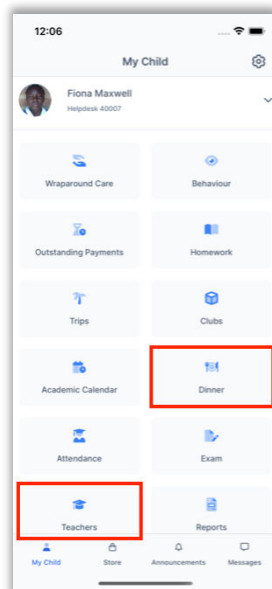 12:06
My Child
Fiona Maxwell
Helpdesk 40007
Wraparound Care Behaviour
Outstanding Payments Homework
Trips Clubs
Academic Calendar Dinner
Attendance Exam
Teachers Reports
My Child Store Announcements Messages